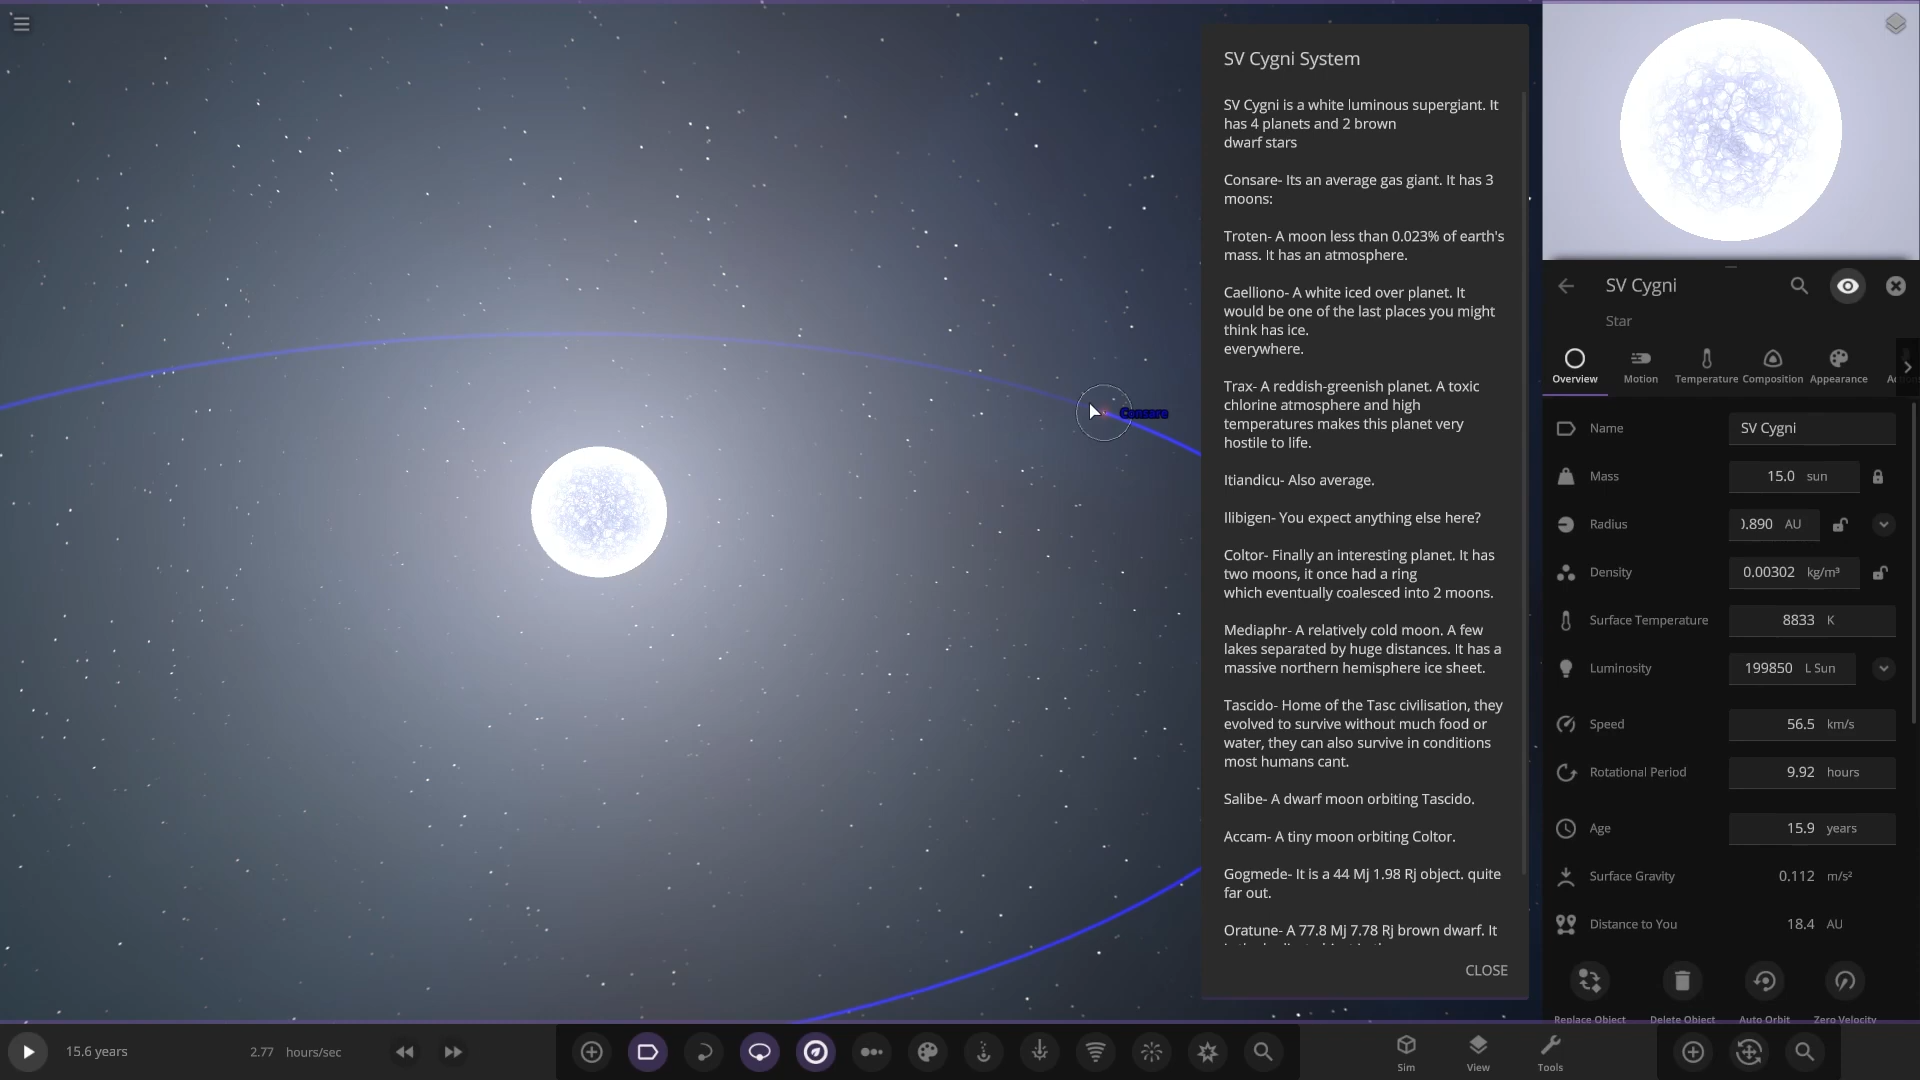 SV Cygni System
SV Cygni is a white luminous supergiant. It
has 4 planets and 2 brown
dwarf stars
Consare- Its an average gas giant. It has 3
moons:
Troten- A moon less than 0.023% of earth's
mass. It has an atmosphere.
Caelliono- A white iced over planet. It
would be one of the last places you might
think has ice.
everywhere.
Trax- A reddish-greenish planet. A toxic
chlorine atmosphere and high
temperatures makes this planet very
hostile to life.
Itiandicu- Also average.
Ilibigen- You expect anything else here?
Coltor- Finally an interesting planet. It has
two moons, it once had a ring
which eventually coalesced into 2 moons.
Mediaphr- A relatively cold moon. A few
lakes separated by huge distances. It has a
massive northern hemisphere ice sheet.
Tascido- Home of the Tasc civilisation, they
evolved to survive without much food or
water, they can also survive in conditions
most humans cant.
Salibe- A dwarf moon orbiting Tascido.
Accam- A tiny moon orbiting Coltor.
Gogmede- It is a 44 Mj 1.98 Rj object. quite
far out.
Oratune- A 77.8 Mj 7.78 Rj brown dwarf. It
CLOSE
Consare
SV Cygni
Star
Overview Motion Temperature Composition Appearance
Name SV Cygni
Mass 15.0 sun
Radius 0.890 AU
Density 0.00302 kg/m³
Surface Temperature 8833 K
Luminosity 199850 L Sun
Speed 56.5 km/s
Rotational Period 9.92 hours
Age 15.9 years
Surface Gravity 0.112 m/s²
Distance to You 18.4 AU
Replace Object Delete Object Auto Orbit Zero Velocity
15.6 years 2.77 hours/sec
Sim View Tools